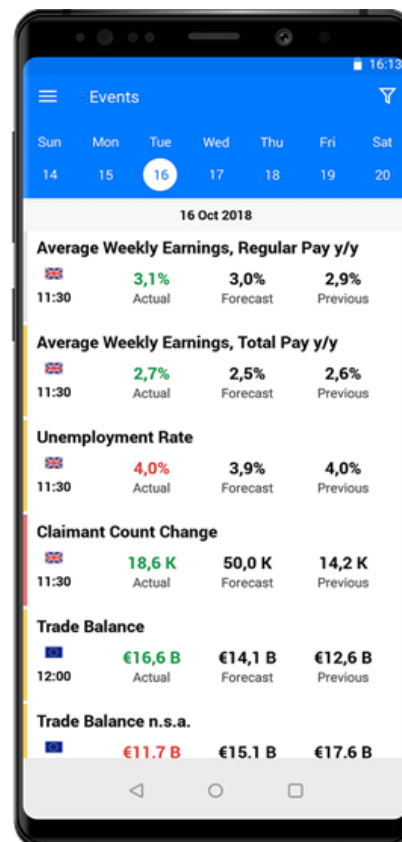 16:13
Events
Sun Mon Tue Wed Thu Fri Sat
14 15 16 17 18 19 20
16 Oct 2018
Average Weekly Earnings, Regular Pay y/y
3,1% 3,0% 2,9%
11:30 Actual Forecast Previous
Average Weekly Earnings, Total Pay y/y
2,7% 2,5% 2,6%
11:30 Actual Forecast Previous
Unemployment Rate
4,0% 3,9% 4,0%
11:30 Actual Forecast Previous
Claimant Count Change
18,6 K 50,0 K 14,2 K
11:30 Actual Forecast Previous
Trade Balance
€16,6 B €14,1 B €12,6 B
12:00 Actual Forecast Previous
Trade Balance n.s.a.
€11,7 B €15,1 B €17,6 B